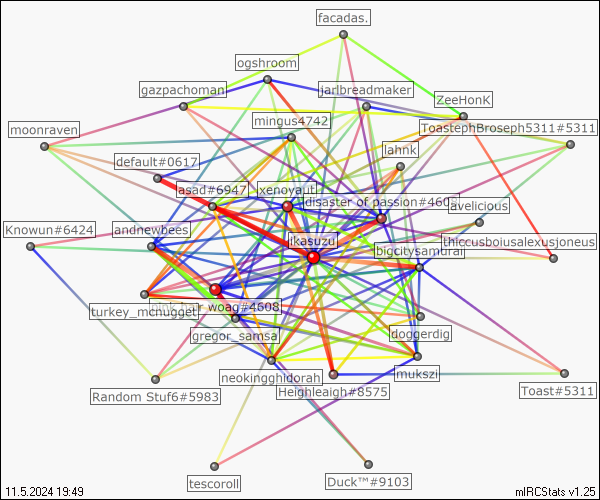 facadas.
ogshroom
gazpachoman
jarlbreadmaker
ZeeHonK
mingus4742
ToastephBroseph5311#5311
moonraven
lahnk
default#0617
asad#6947
xenoyaut
disaster of passion#4608
avelicious
Knowun#6424
andnewbees
ikasuzu
bigcitysamurai
thiccusboiusalexusjoneus
hair woag#4608
turkey_mcnugget
gregor_samsa
doggerdig
neokingghidorah
mukszi
Random Stuf6#5983
Heighleaigh#8575
Toast#5311
tescoroll
Duck™#9103
11.5.2024 19:49
mIRCStats v1.25